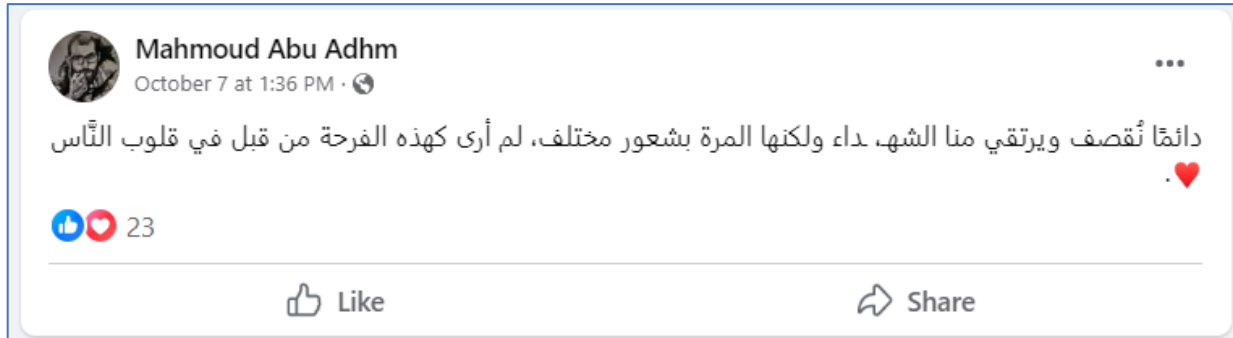 Mahmoud Abu Adhm
October 7 at 1:36 PM ·
دائمًا نُقصف ويرتقي منا الشهـ ـداء ولكنها المرة بشعور مختلف، لم أرى كهذه الفرحة من قبل في قلوب النَّاس
♥️.
23
Like
Share